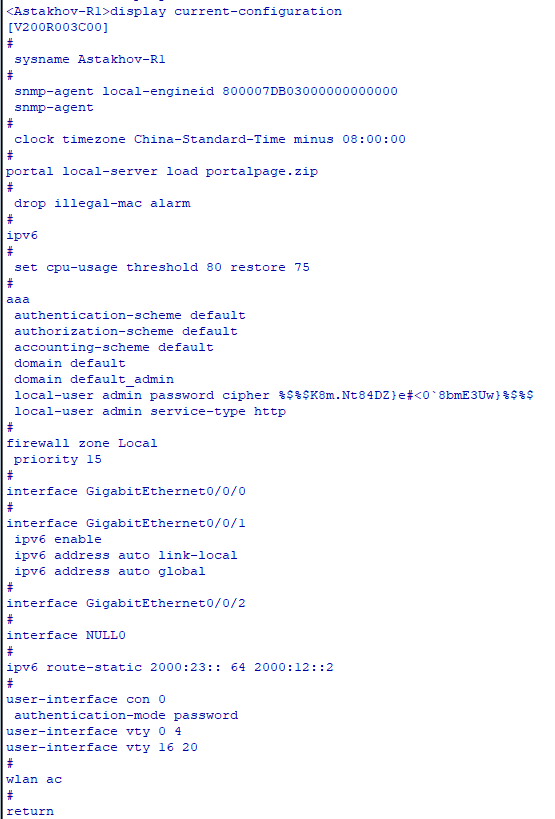 <Astakhov-R1>display current-configuration
[V200R003C00]
#
 sysname Astakhov-R1
#
 snmp-agent local-engineid 800007DB03000000000000
 snmp-agent
#
 clock timezone China-Standard-Time minus 08:00:00
#
portal local-server load portalpage.zip
#
 drop illegal-mac alarm
#
ipv6
#
 set cpu-usage threshold 80 restore 75
#
aaa
 authentication-scheme default
 authorization-scheme default
 accounting-scheme default
 domain default
 domain default_admin
 local-user admin password cipher %$%$K8m.Nt84DZ}e#<0`8bmE3Uw}%$%$
 local-user admin service-type http
#
firewall zone Local
 priority 15
#
interface GigabitEthernet0/0/0
#
interface GigabitEthernet0/0/1
 ipv6 enable
 ipv6 address auto link-local
 ipv6 address auto global
#
interface GigabitEthernet0/0/2
#
interface NULL0
#
ipv6 route-static 2000:23:: 64 2000:12::2
#
user-interface con 0
 authentication-mode password
user-interface vty 0 4
user-interface vty 16 20
#
wlan ac
#
return